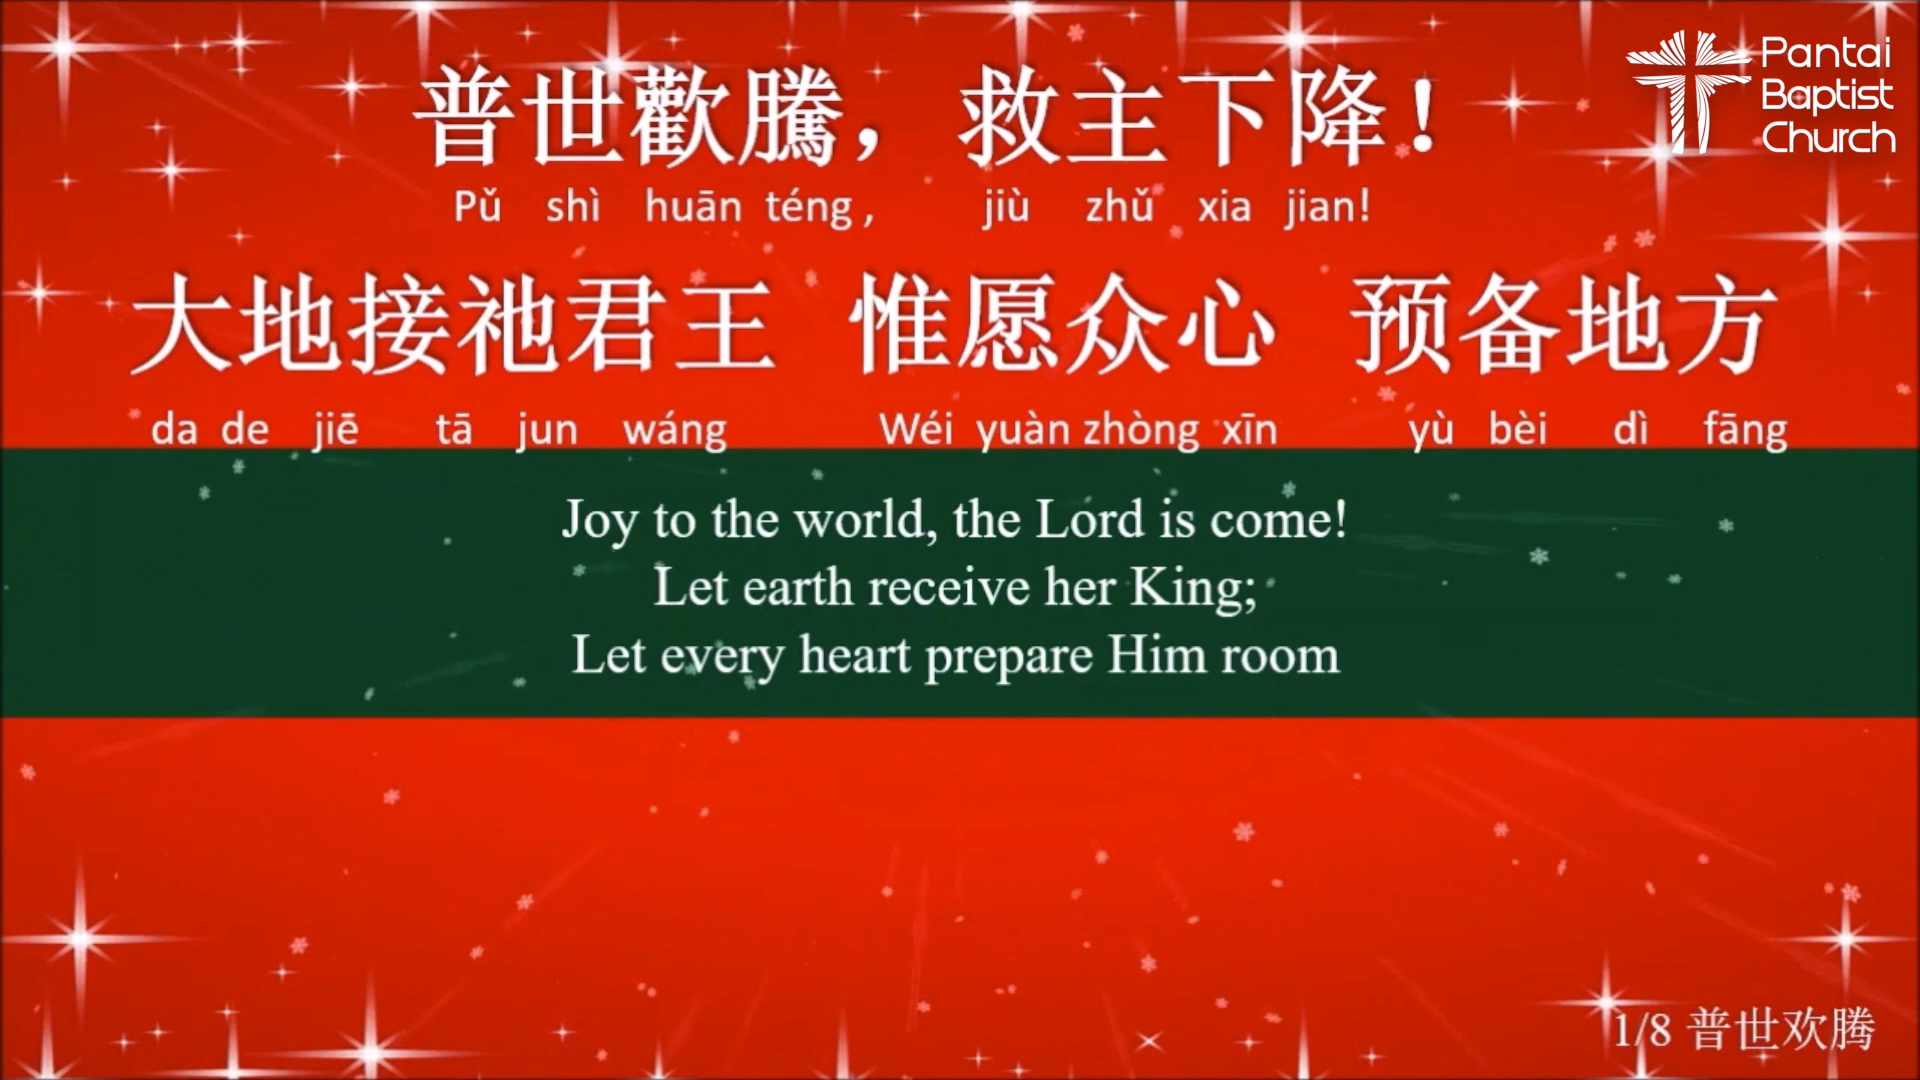 普世歡騰，救主下降！
Pǔ shì huān téng , jiù zhǔ xia jian!
大地接祂君王 惟愿众心 预备地方
da de jiē tā jun wáng Wéi yuàn zhòng xīn yù bèi dì fāng
Joy to the world, the Lord is come!
Let earth receive her King;
Let every heart prepare Him room
Pantai
Baptist
Church
1/8 普世欢腾